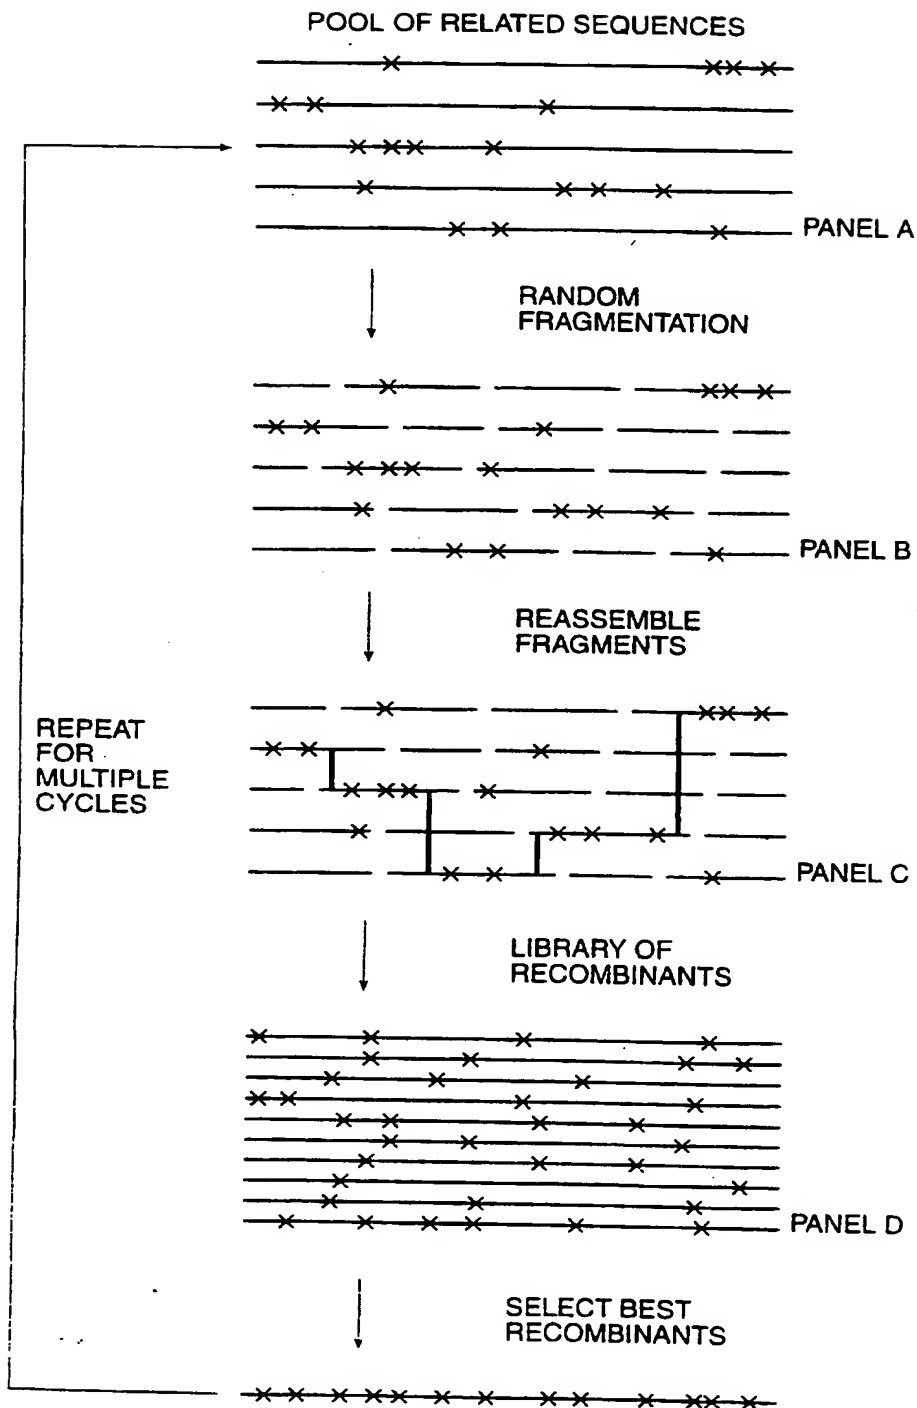 POOL OF RELATED SEQUENCES
PANEL A
RANDOM
FRAGMENTATION
PANEL B
REASSEMBLE
FRAGMENTS
REPEAT
FOR
MULTIPLE
CYCLES
PANEL C
LIBRARY OF
RECOMBINANTS
PANEL D
SELECT BEST
RECOMBINANTS